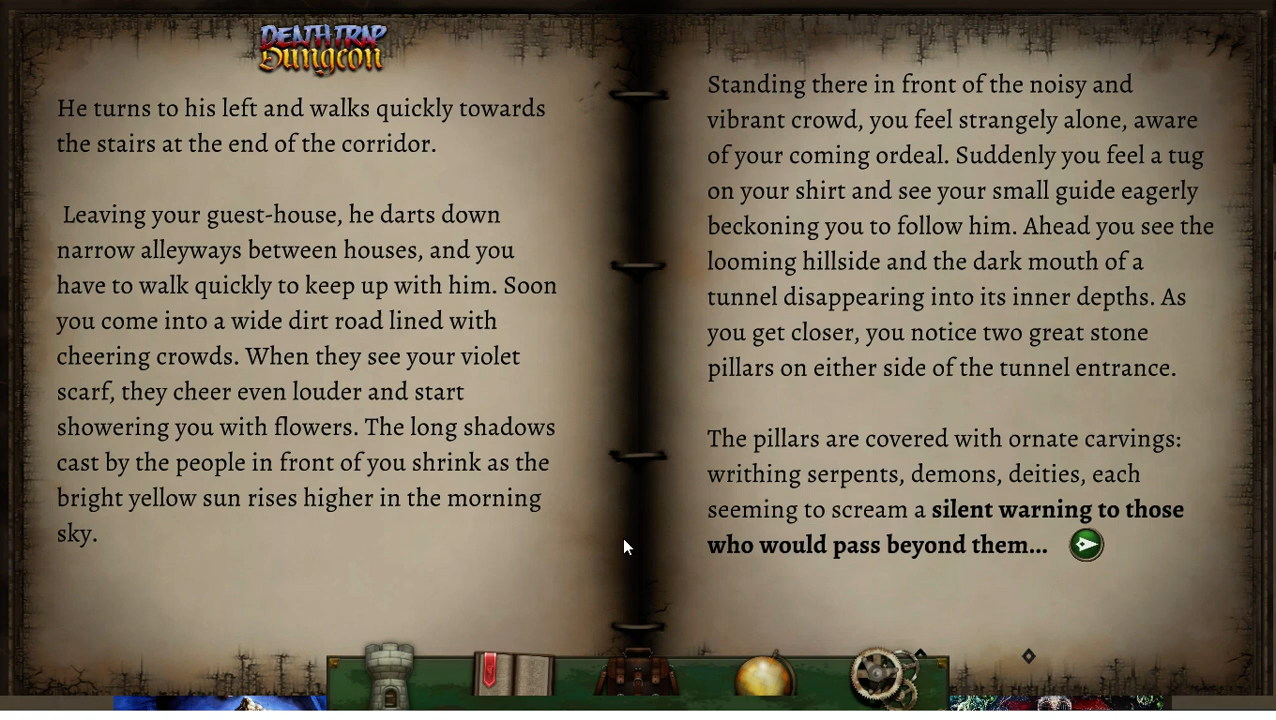 DEATHTRAP
Dungeon
He turns to his left and walks quickly towards
the stairs at the end of the corridor.
Leaving your guest-house, he darts down
narrow alleyways between houses, and you
have to walk quickly to keep up with him. Soon
you come into a wide dirt road lined with
cheering crowds. When they see your violet
scarf, they cheer even louder and start
showering you with flowers. The long shadows
cast by the people in front of you shrink as the
bright yellow sun rises higher in the morning
sky.
Standing there in front of the noisy and
vibrant crowd, you feel strangely alone, aware
of your coming ordeal. Suddenly you feel a tug
on your shirt and see your small guide eagerly
beckoning you to follow him. Ahead you see the
looming hillside and the dark mouth of a
tunnel disappearing into its inner depths. As
you get closer, you notice two great stone
pillars on either side of the tunnel entrance.
The pillars are covered with ornate carvings:
writhing serpents, demons, deities, each
seeming to scream a silent warning to those
who would pass beyond them...